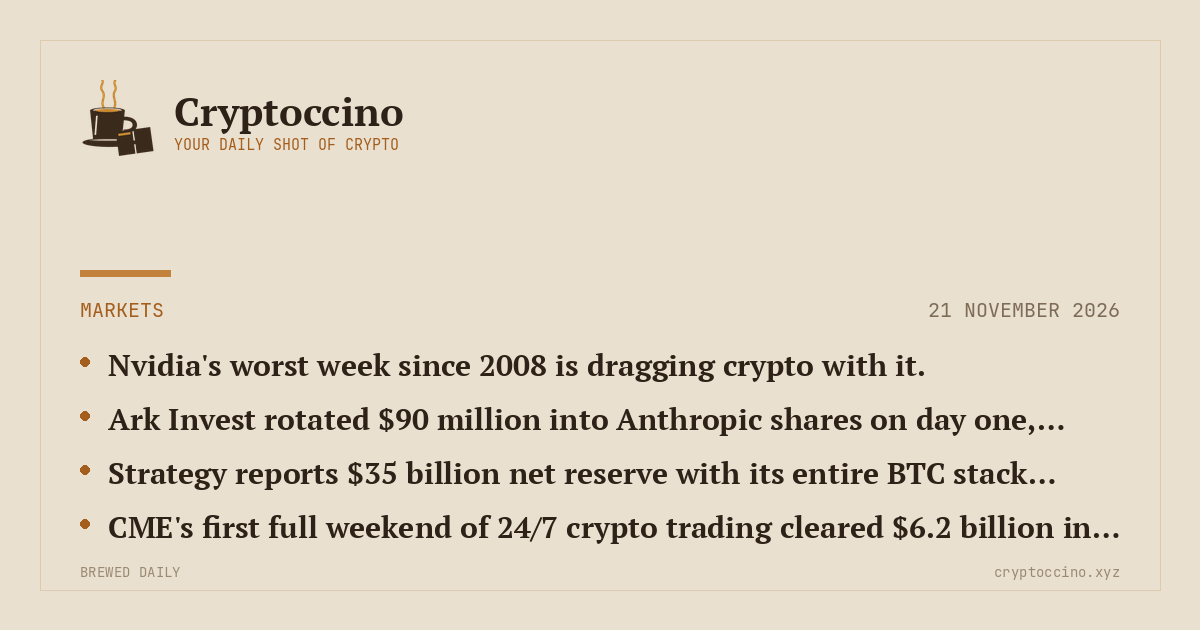 Cryptoccino
YOUR DAILY SHOT OF CRYPTO
MARKETS
21 NOVEMBER 2026
Nvidia's worst week since 2008 is dragging crypto with it.
Ark Invest rotated $90 million into Anthropic shares on day one,...
Strategy reports $35 billion net reserve with its entire BTC stack...
CME's first full weekend of 24/7 crypto trading cleared $6.2 billion in...
BREWED DAILY
cryptoccino.xyz